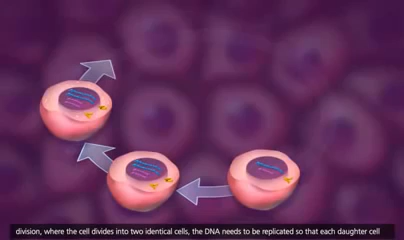 division, where the cell divides into two identical cells, the DNA needs to be replicated so that each daughter cell